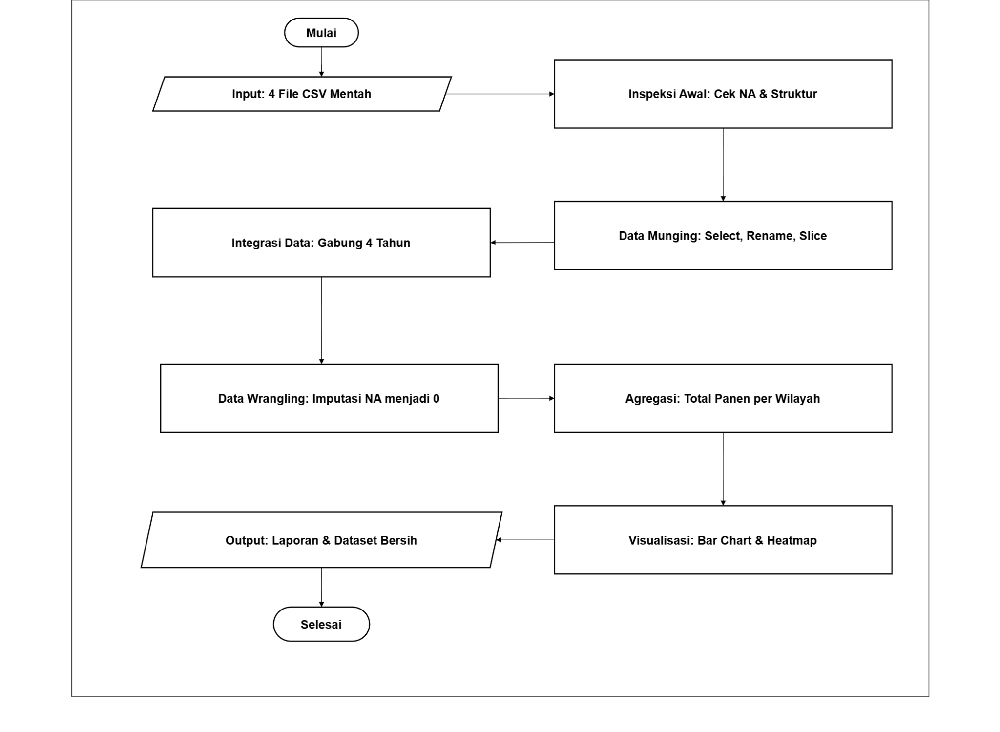 Mulai
Input: 4 File CSV Mentah
Inspeksi Awal: Cek NA & Struktur
Data Munging: Select, Rename, Slice
Integrasi Data: Gabung 4 Tahun
Data Wrangling: Imputasi NA menjadi 0
Agregasi: Total Panen per Wilayah
Visualisasi: Bar Chart & Heatmap
Output: Laporan & Dataset Bersih
Selesai